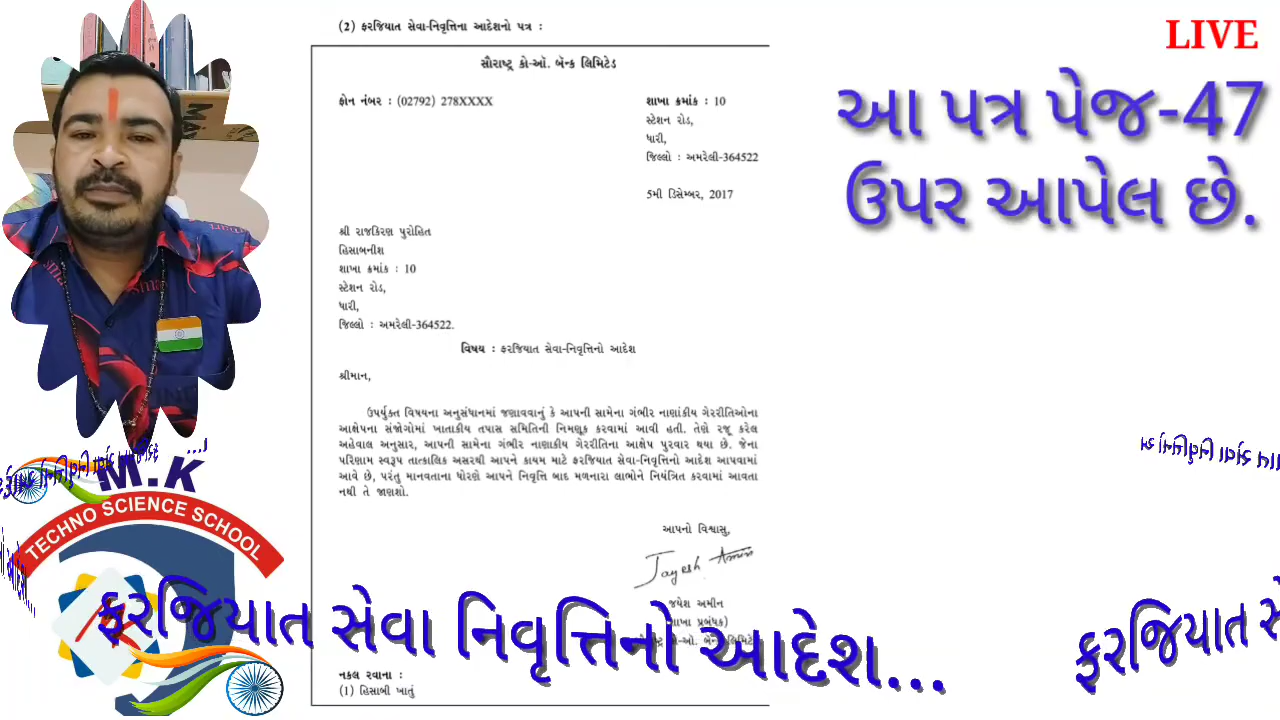 (2) ફરજિયાત સેવા-નિવૃત્તિના આદેશનો પત્ર :
સૌરાષ્ટ્ર કો-ઑ. બૅન્ક લિમિટેડ
ફોન નંબર : (02792) 278XXXX
શાખા ક્રમાંક : 10
સ્ટેશન રોડ,
ધારી,
જિલ્લો : અમરેલી-364522
5મી ડિસેમ્બર, 2017
શ્રી રાજકિરણ પુરોહિત
હિસાબનીશ
શાખા ક્રમાંક : 10
સ્ટેશન રોડ,
ધારી,
જિલ્લો : અમરેલી-364522.
વિષય : ફરજિયાત સેવા-નિવૃત્તિનો આદેશ
શ્રીમાન,
ઉપર્યુક્ત વિષયના અનુસંધાનમાં જણાવવાનું કે આપની સામેના ગંભીર નાણાંકીય ગેરરીતિઓના
આક્ષેપના સંજોગોમાં ખાતાકીય તપાસ સમિતિની નિમણૂક કરવામાં આવી હતી. તેણે રજૂ કરેલ
અહેવાલ અનુસાર, આપની સામેના ગંભીર નાણાકીય ગેરરીતિના આક્ષેપ પુરવાર થયા છે. જેના
પરિણામ સ્વરૂપ તાત્કાલિક અસરથી આપને કાયમ માટે ફરજિયાત સેવા-નિવૃત્તિનો આદેશ આપવામાં
આવે છે, પરંતુ માનવતાના ધોરણે આપને નિવૃત્તિ બાદ મળનારા લાભોને નિયંત્રિત કરવામાં આવતા
નથી તે જાણશો.
આપનો વિશ્વાસુ,
Jayesh Amin
જયેશ અમીન
શાખા પ્રબંધક)
કો-ઓ. બૅન્ક લિમિટેડ
નકલ રવાના :
(1) હિસાબી ખાતું
LIVE
આ પત્ર પેજ-47
ઉપર આપેલ છે.
M.K
TECHNO SCIENCE SCHOOL
ફરજિયાત સેવા નિવૃત્તિનો આદેશ...
ફરજિયાત સે